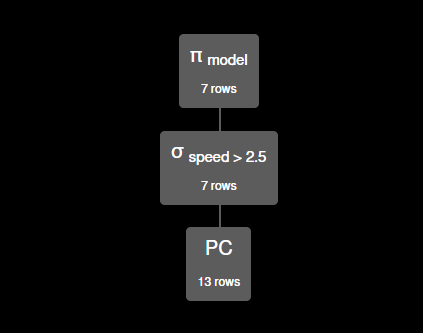 π model
7 rows
σ speed > 2.5
7 rows
PC
13 rows